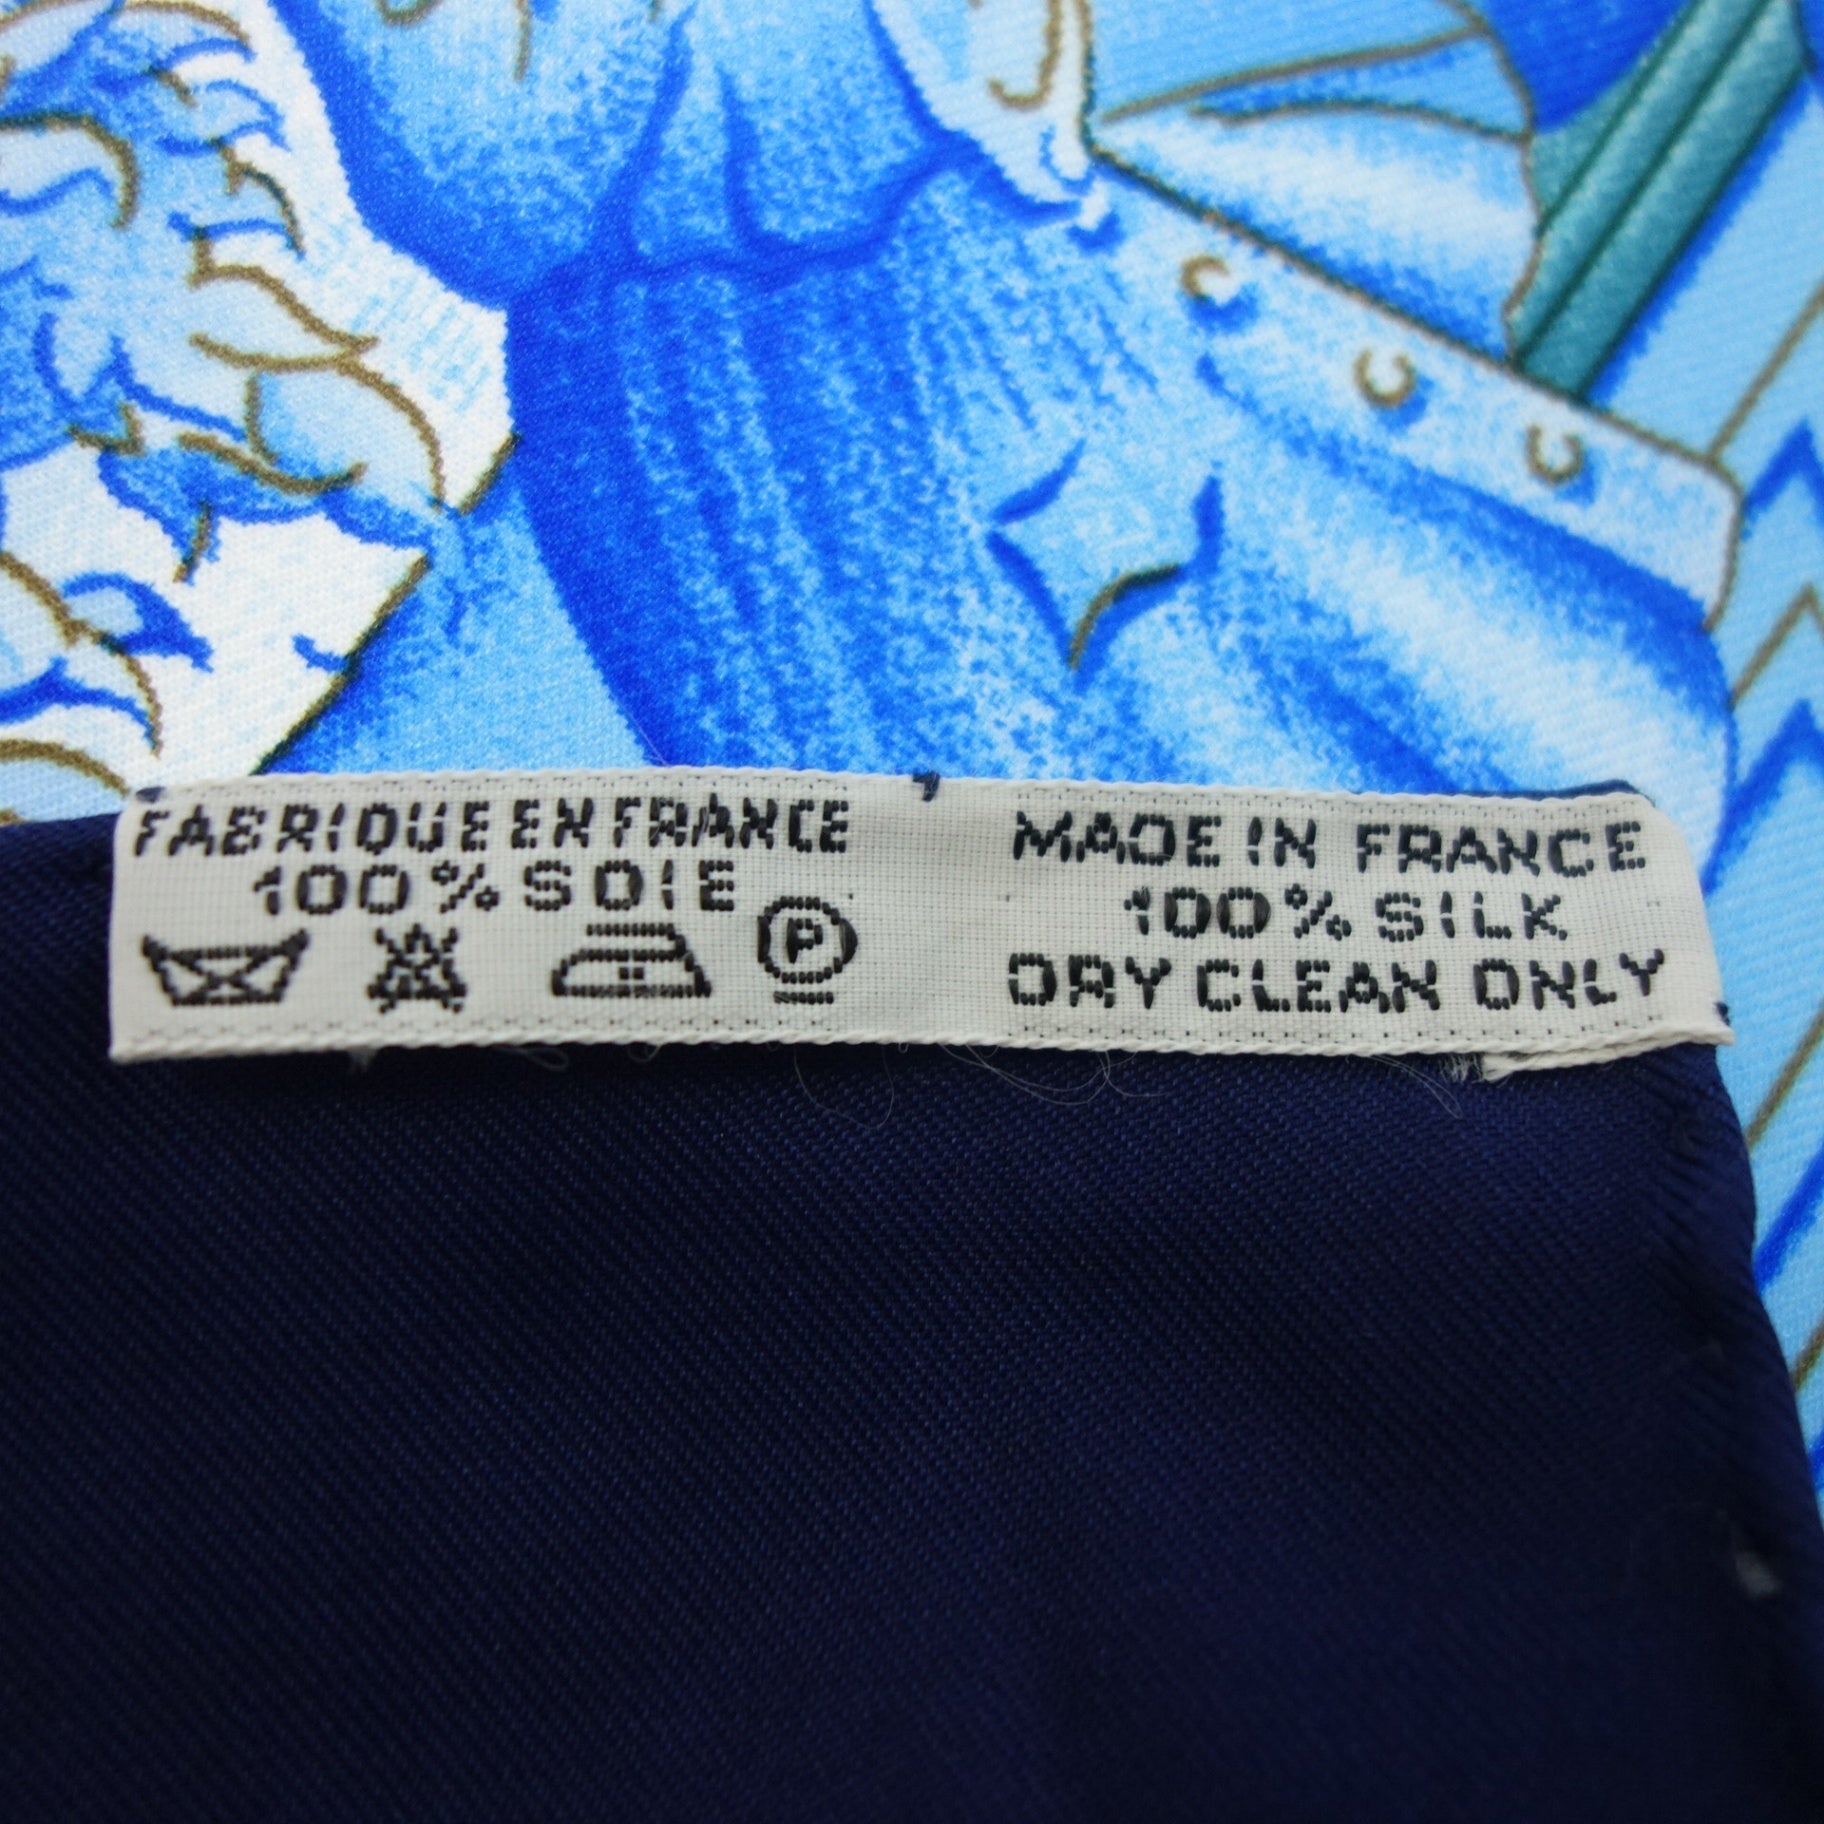 FABRIQUE EN FRANCE
100% SOIE
P
MADE IN FRANCE
100% SILK
DRY CLEAN ONLY